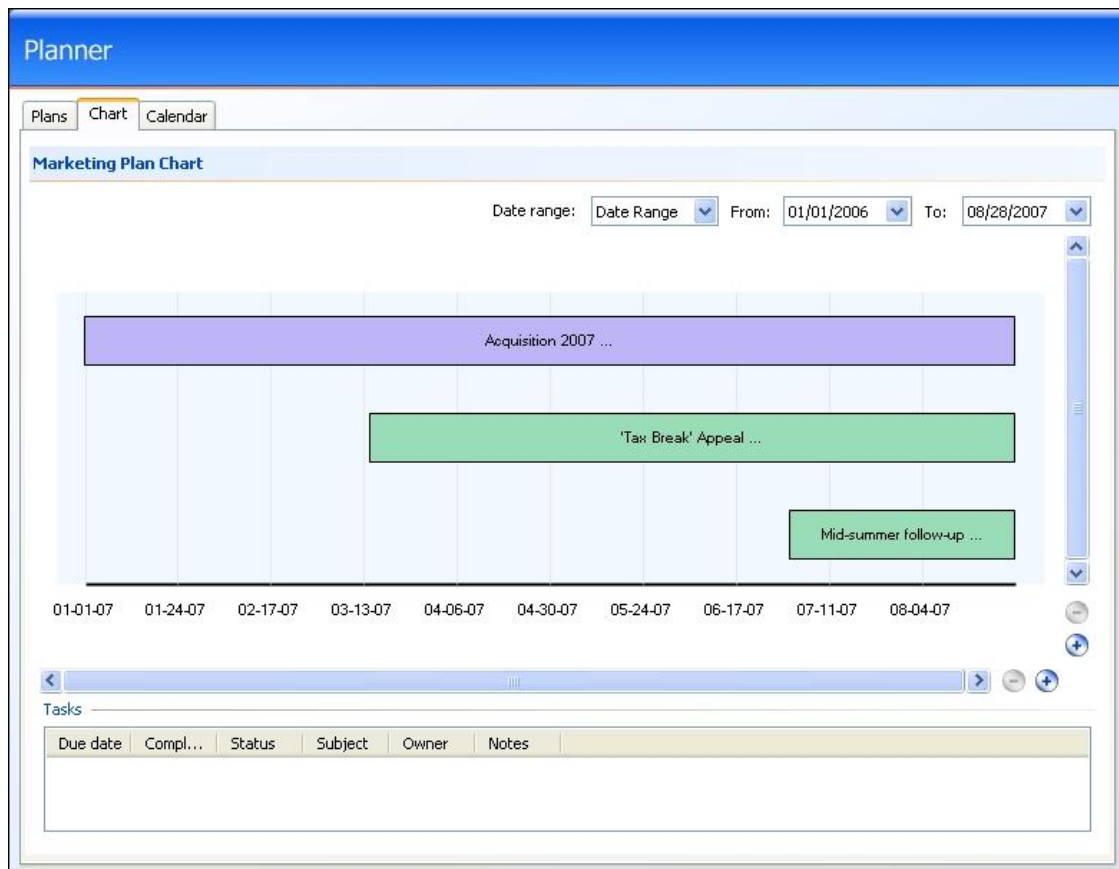 Planner
Plans Chart Calendar
Marketing Plan Chart
Date range: Date Range From: 01/01/2006 To: 08/28/2007
Acquisition 2007 ...
'Tax Break' Appeal ...
Mid-summer follow-up ...
01-01-07 01-24-07 02-17-07 03-13-07 04-06-07 04-30-07 05-24-07 06-17-07 07-11-07 08-04-07
Tasks
Due date Compl... Status Subject Owner Notes